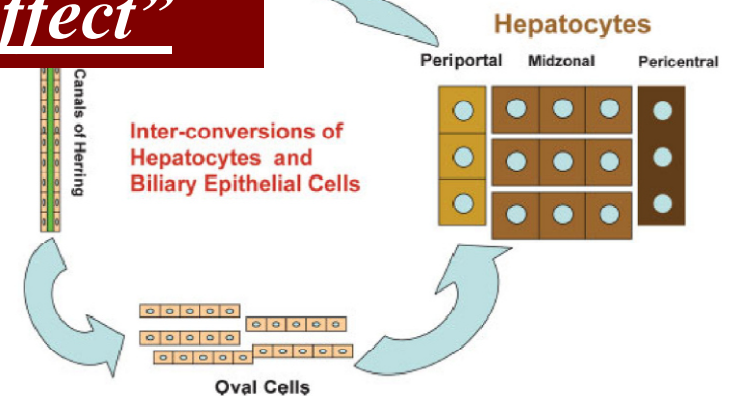 ffect”
Hepatocytes
Periportal Midzonal Pericentral
Canals of Herring
Inter-conversions of
Hepatocytes and
Biliary Epithelial Cells
Oval Cells